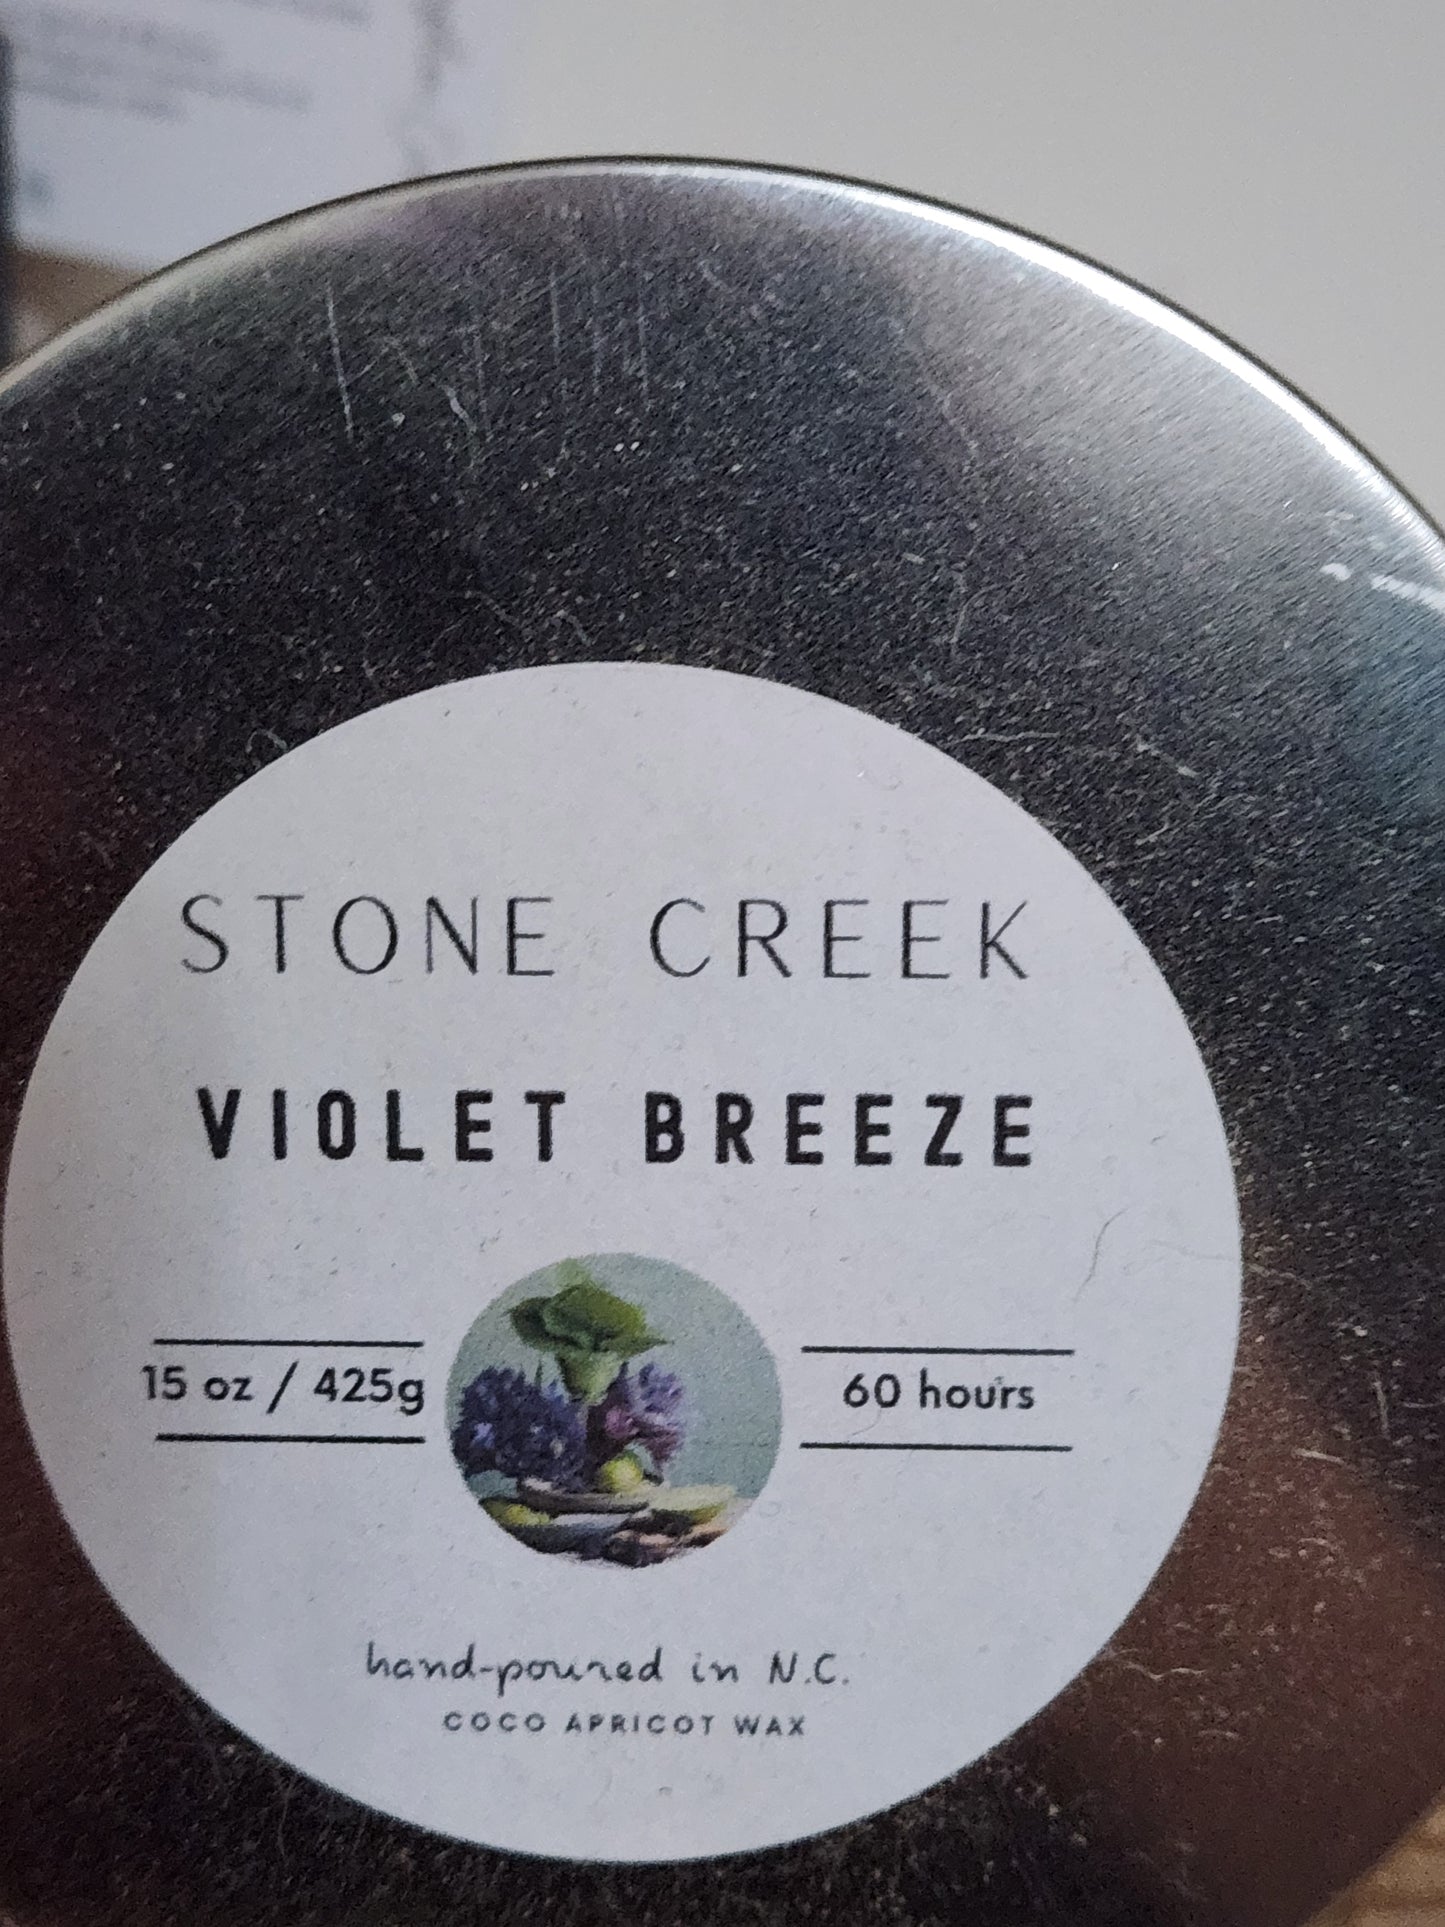 STONE CREEK
VIOLET BREEZE
15 oz / 425g
60 hours
hand-poured in N.C.
COCO APRICOT WAX